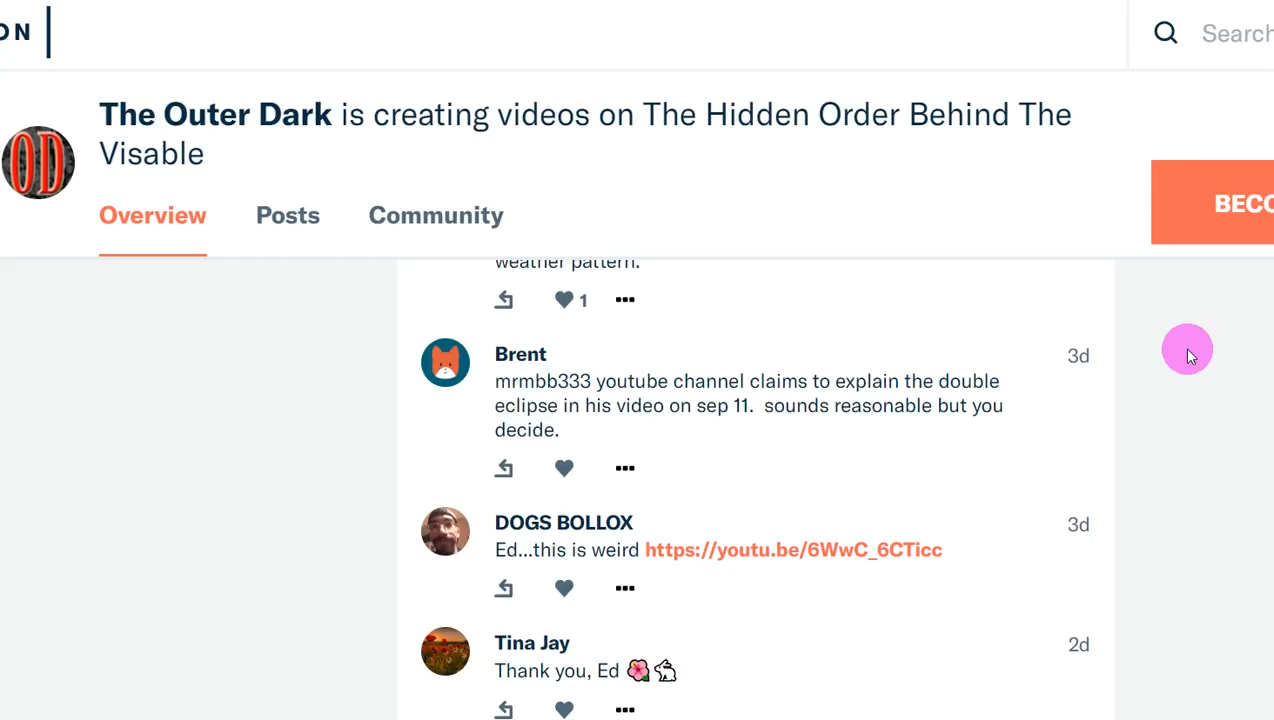 ON
Search
The Outer Dark is creating videos on The Hidden Order Behind The
Visable
OD
BECO
Overview Posts Community
weather pattern.
1
Brent 3d
mrmbb333 youtube channel claims to explain the double
eclipse in his video on sep 11. sounds reasonable but you
decide.
DOGS BOLLOX 3d
Ed...this is weird https://youtu.be/6WwC_6CTicc
Tina Jay 2d
Thank you, Ed 🌺🐇